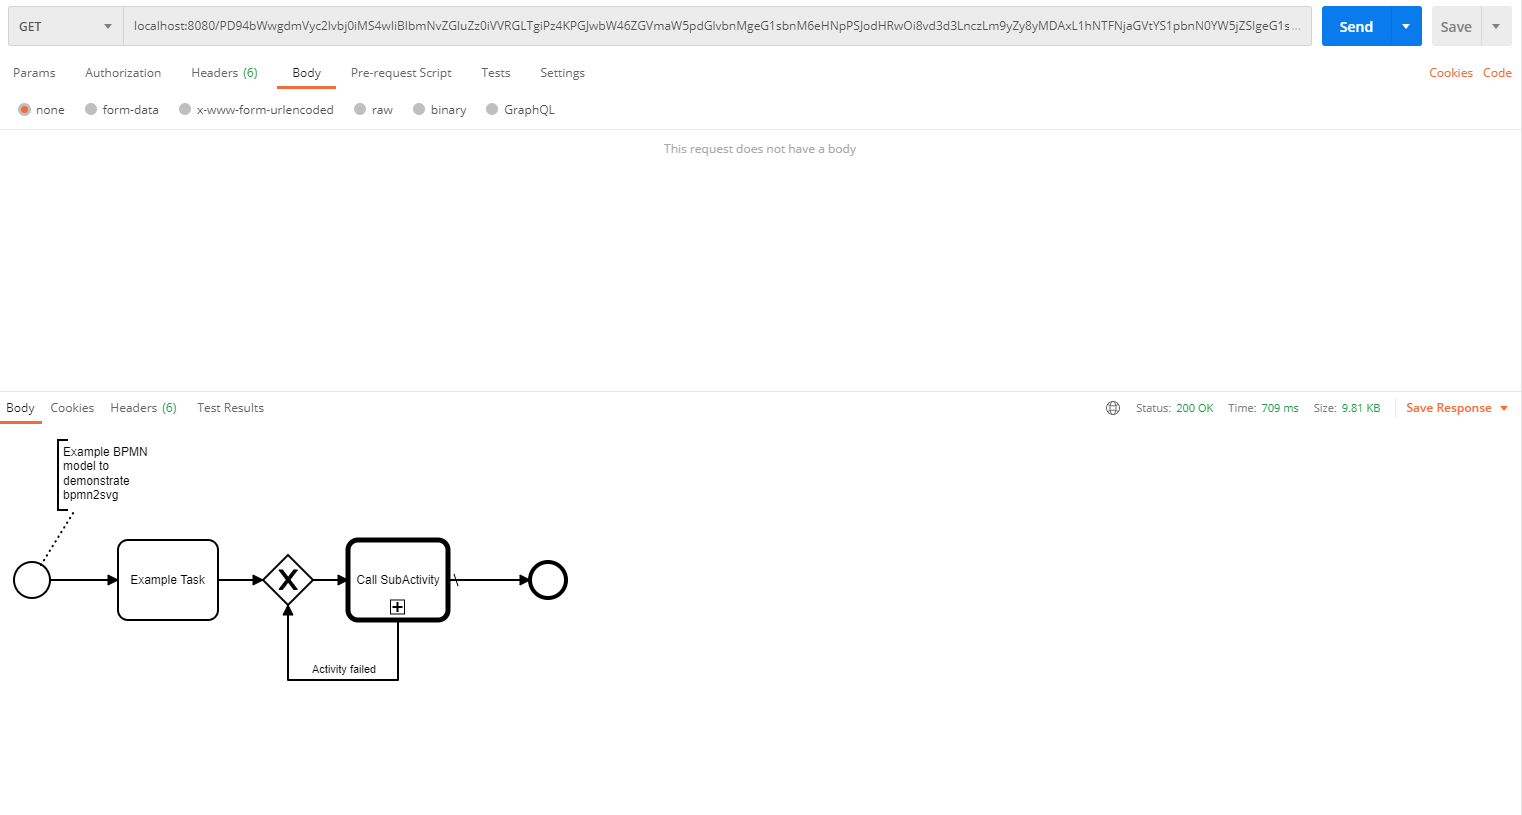 GET localhost:8080/PD94bWwgdmVyc2lvbj0iMS4wIiBlbmNvZGluZz0iVVRGLTgiPz4KPGJwbW46ZGVmaW5pdGlvbnMgeG1sbnM6eHNpPSJodHRwOi8vd3d3LnczLm9yZy8yMDAxL1hNTFNjaGVtYS1pbnN0YW5jZSIgeG1s... Send Save
Params Authorization Headers (6) Body Pre-request Script Tests Settings Cookies Code
none form-data x-www-form-urlencoded raw binary GraphQL
This request does not have a body
Body Cookies Headers (6) Test Results Status: 200 OK Time: 709 ms Size: 9.81 KB Save Response
Example BPMN
model to
demonstrate
bpmn2svg
Example Task
Call SubActivity
Activity failed